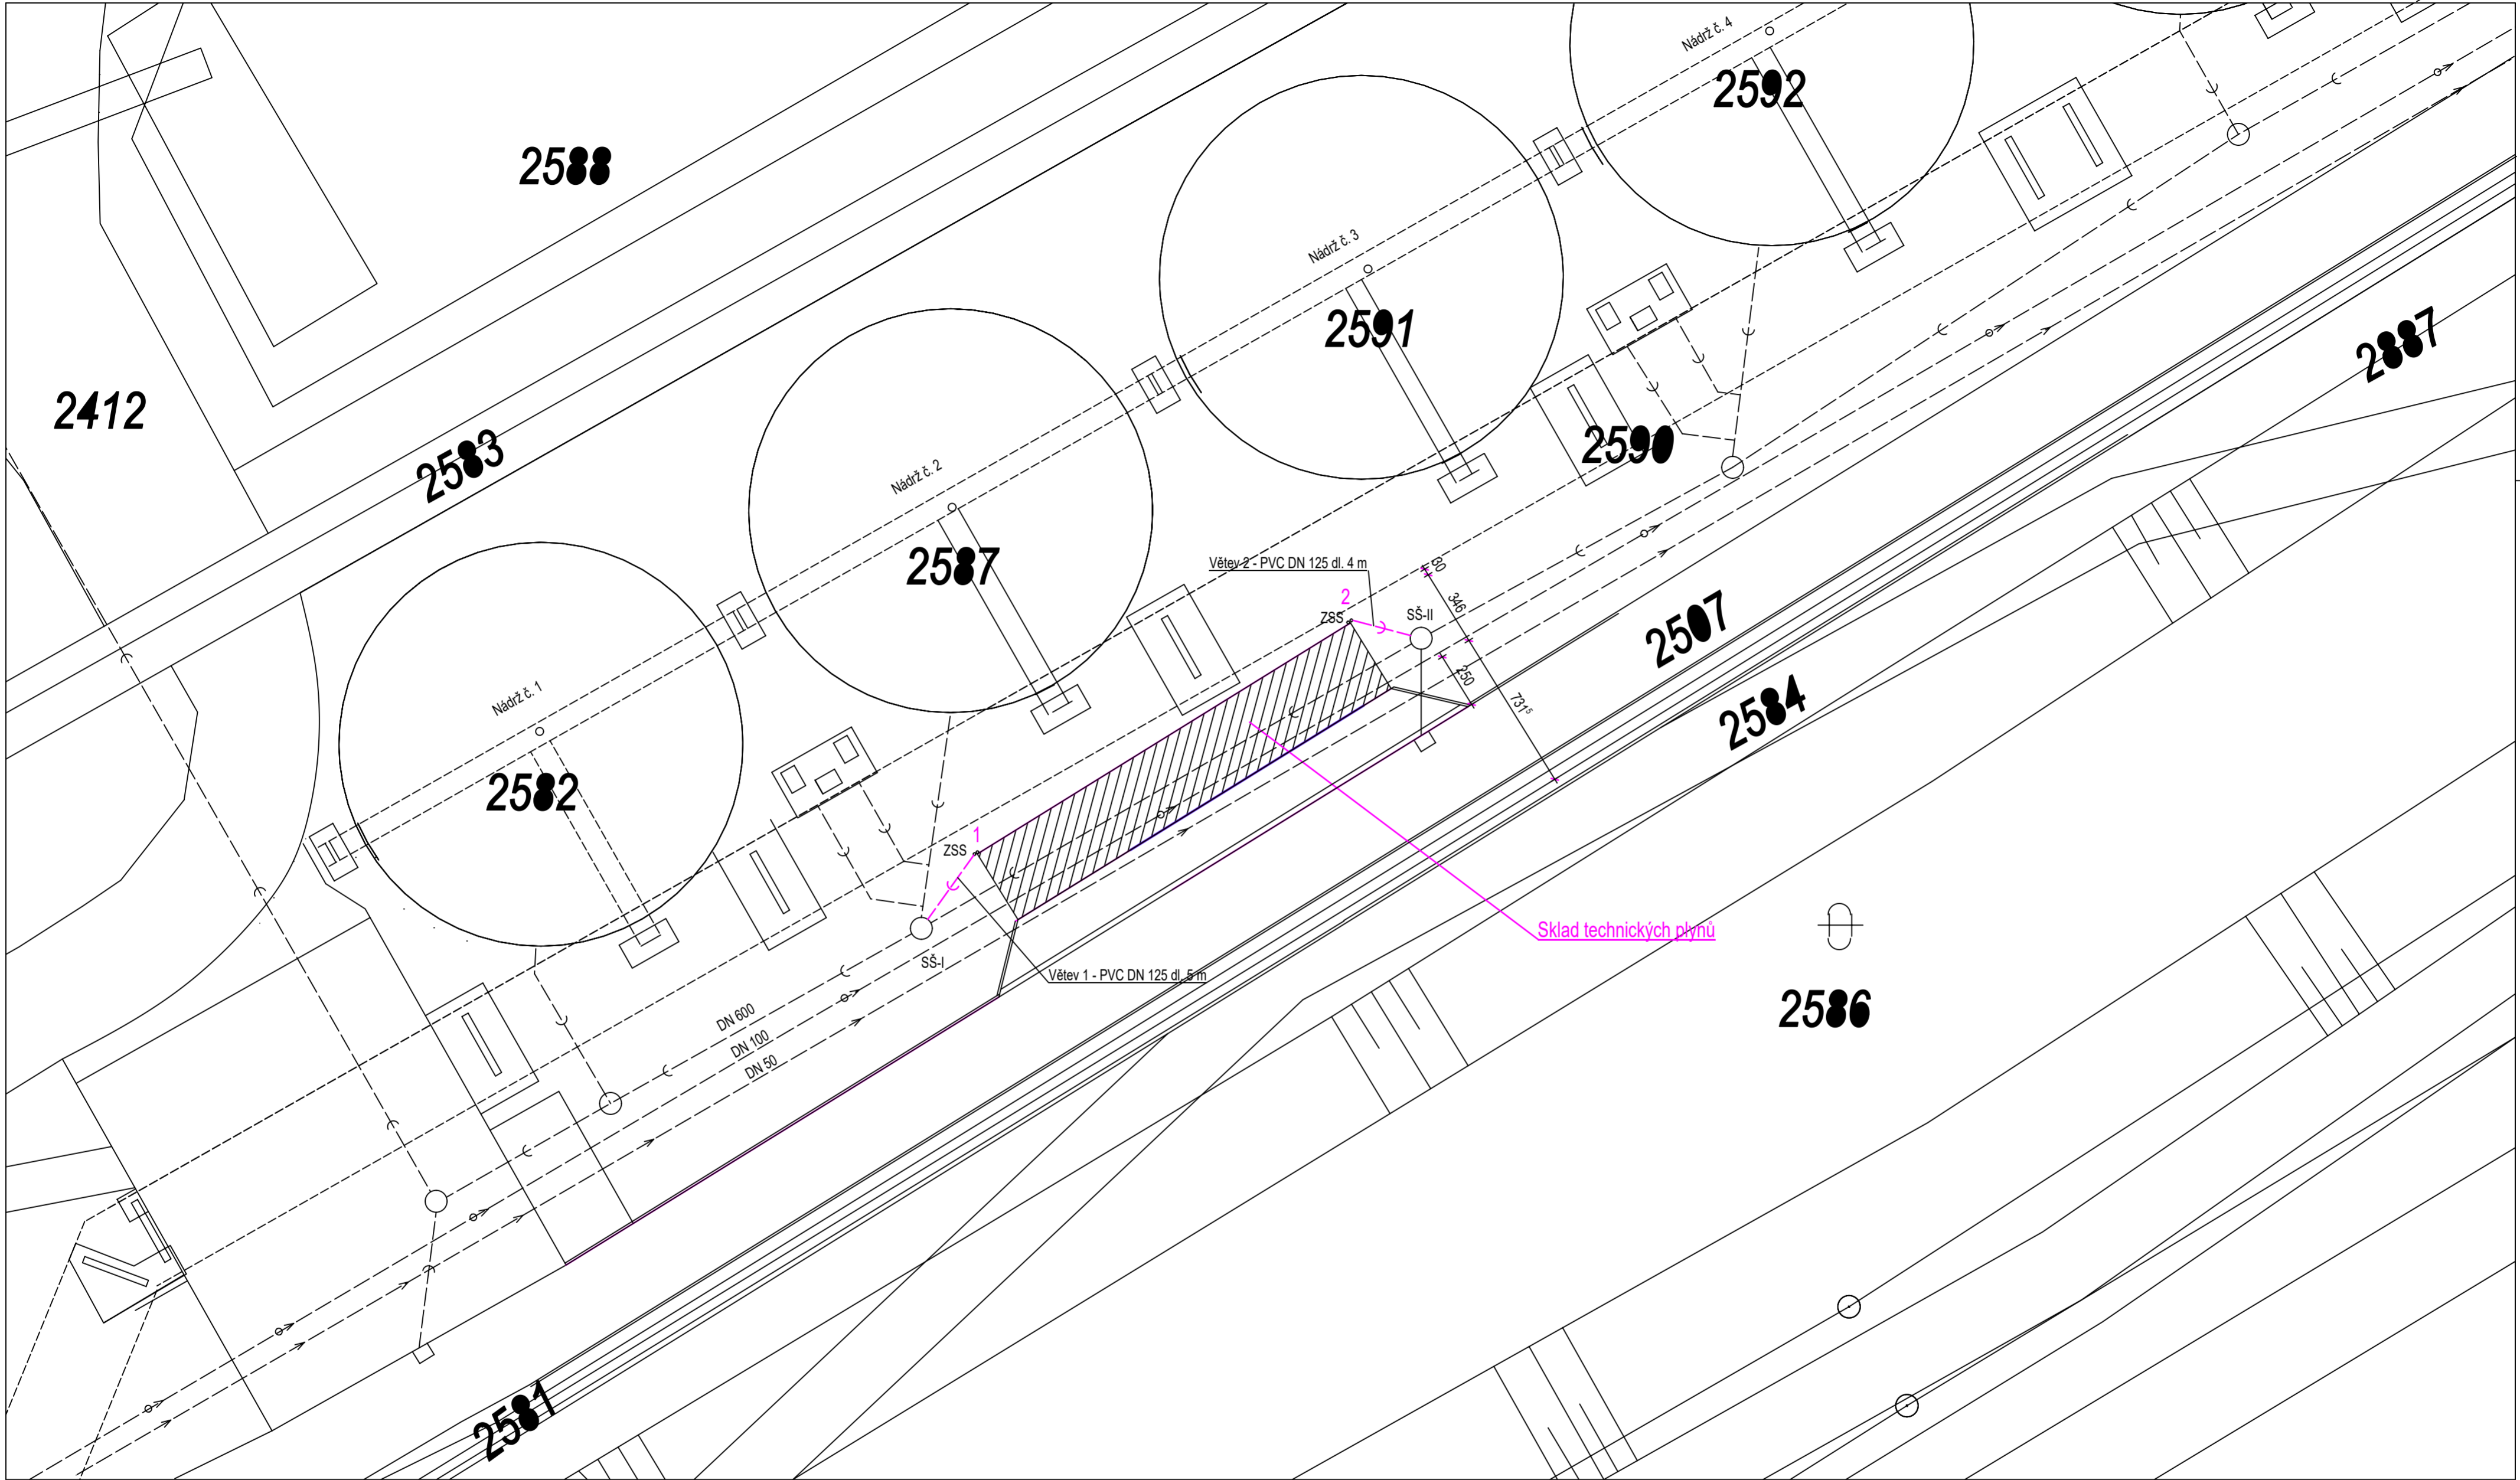 Nádrž č. 4
2592
2588
Nádrž č. 3
2591
2887
2412
2583
2590
Nádrž č. 2
2587
Větev 2 - PVC DN 125 dl. 4 m
30
346
2
ZSS
SŠ-II
2507
250
731⁵
2584
Nádrž č. 1
2582
1
ZSS
Sklad technických plynů
SŠ-I
Větev 1 - PVC DN 125 dl. 5 m
2586
DN 600
DN 100
DN 50
2581